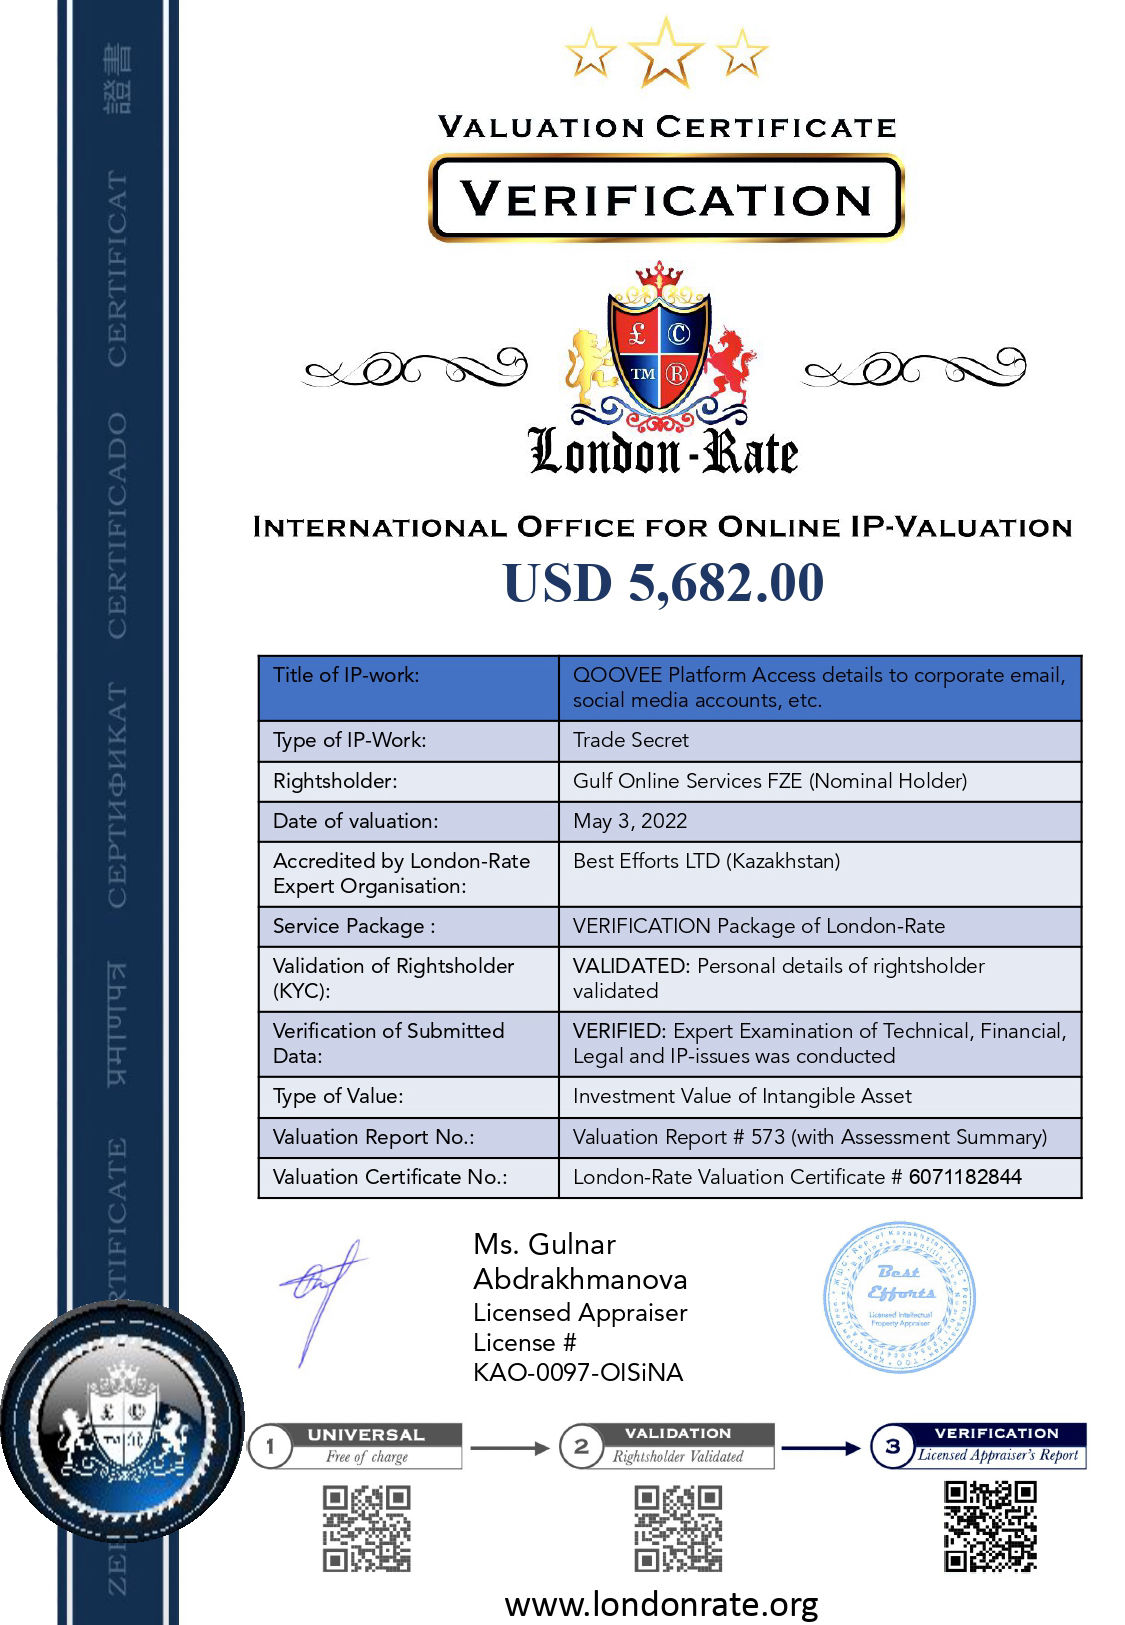 VALUATION CERTIFICATE
VERIFICATION
£ ©
TM ®
London-Rate
INTERNATIONAL OFFICE FOR ONLINE IP-VALUATION
USD 5,682.00
Title of IP-work: QOOVEE Platform Access details to corporate email,
social media accounts, etc.
Type of IP-Work: Trade Secret
Rightsholder: Gulf Online Services FZE (Nominal Holder)
Date of valuation: May 3, 2022
Accredited by London-Rate Best Efforts LTD (Kazakhstan)
Expert Organisation:
Service Package : VERIFICATION Package of London-Rate
Validation of Rightsholder VALIDATED: Personal details of rightsholder
(KYC): validated
Verification of Submitted VERIFIED: Expert Examination of Technical, Financial,
Data: Legal and IP-issues was conducted
Type of Value: Investment Value of Intangible Asset
Valuation Report No.: Valuation Report # 573 (with Assessment Summary)
Valuation Certificate No.: London-Rate Valuation Certificate # 6071182844
Ms. Gulnar
Abdrakhmanova
Licensed Appraiser
License #
KAO-0097-OISiNA
Best
Efforts
Licensed Intellectual
Property Appraiser
1 UNIVERSAL
Free of charge
2 VALIDATION
Rightsholder Validated
3 VERIFICATION
Licensed Appraiser's Report
www.londonrate.org
證書
CERTIFICAT
CERTIFICADO
СЕРТИФИКАТ
प्रमाणपत्र